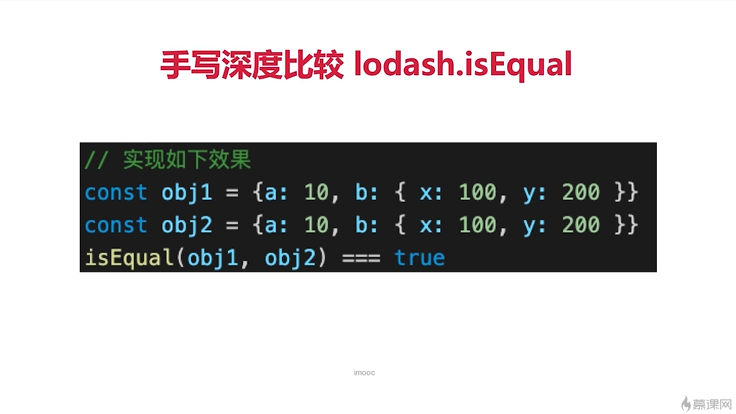 手写深度比较 lodash.isEqual
// 实现如下效果
const obj1 = {a: 10, b: { x: 100, y: 200 }}
const obj2 = {a: 10, b: { x: 100, y: 200 }}
isEqual(obj1, obj2) === true
imooc
慕课网